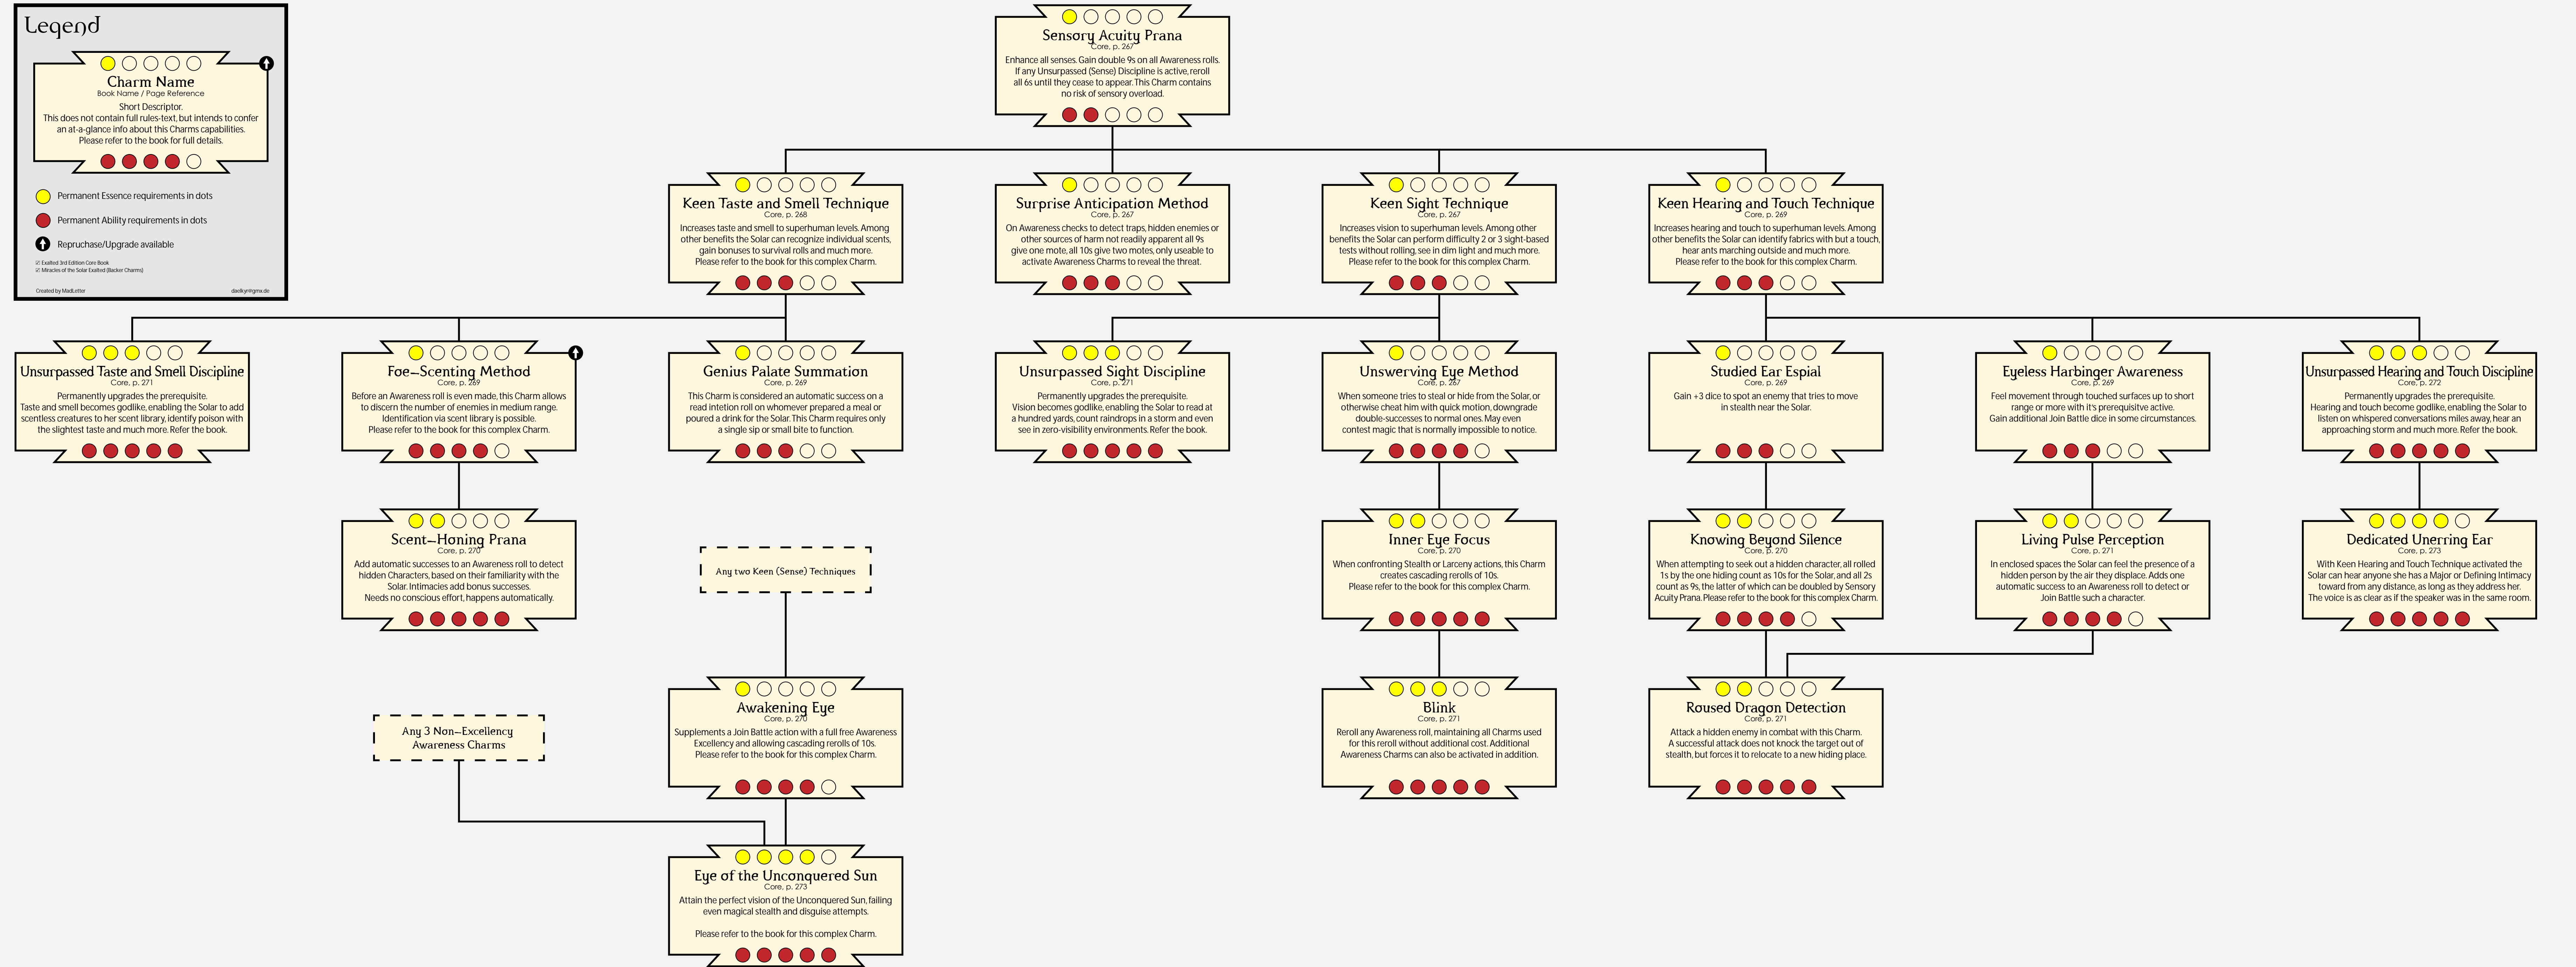 Legend
Charm Name
Book Name / Page Reference
Short Descriptor.
This does not contain full rules-text, but intends to confer
an at-a-glance info about this Charms capabilities.
Please refer to the book for full details.
Permanent Essence requirements in dots
Permanent Ability requirements in dots
Repruchase/Upgrade available
Exalted 3rd Edition Core Book
Miracles of the Solar Exalted (Backer Charms)
Created by MadLetter
daelkyr@gmx.de
Sensory Acuity Prana
Core, p. 267
Enhance all senses. Gain double 9s on all Awareness rolls.
If any Unsurpassed (Sense) Discipline is active, reroll
all 6s until they cease to appear. This Charm contains
no risk of sensory overload.
Keen Taste and Smell Technique
Core, p. 268
Increases taste and smell to superhuman levels. Among
other benefits the Solar can recognize individual scents,
gain bonuses to survival rolls and much more.
Please refer to the book for this complex Charm.
Surprise Anticipation Method
Core, p. 267
On Awareness checks to detect traps, hidden enemies or
other sources of harm not readily apparent all 9s
give one mote, all 10s give two motes, only useable to
activate Awareness Charms to reveal the threat.
Keen Sight Technique
Core, p. 267
Increases vision to superhuman levels. Among other
benefits the Solar can perform difficulty 2 or 3 sight-based
tests without rolling, see in dim light and much more.
Please refer to the book for this complex Charm.
Keen Hearing and Touch Technique
Core, p. 269
Increases hearing and touch to superhuman levels. Among
other benefits the Solar can identify fabrics with but a touch,
hear ants marching outside and much more.
Please refer to the book for this complex Charm.
Unsurpassed Taste and Smell Discipline
Core, p. 271
Permanently upgrades the prerequisite.
Taste and smell becomes godlike, enabling the Solar to add
scentless creatures to her scent library, identify poison with
the slightest taste and much more. Refer the book.
Foe-Scenting Method
Core, p. 269
Before an Awareness roll is even made, this Charm allows
to discern the number of enemies in medium range.
Identification via scent library is possible.
Please refer to the book for this complex Charm.
Genius Palate Summation
Core, p. 269
This Charm is considered an automatic success on a
read intetion roll on whomever prepared a meal or
poured a drink for the Solar. This Charm requires only
a single sip or small bite to function.
Unsurpassed Sight Discipline
Core, p. 271
Permanently upgrades the prerequisite.
Vision becomes godlike, enabling the Solar to read at
a hundred yards, count raindrops in a storm and even
see in zero-visibility environments. Refer the book.
Unswerving Eye Method
Core, p. 267
When someone tries to steal or hide from the Solar, or
otherwise cheat him with quick motion, downgrade
double-successes to normal ones. May even
contest magic that is normally impossible to notice.
Studied Ear Espial
Core, p. 269
Gain +3 dice to spot an enemy that tries to move
in stealth near the Solar.
Eyeless Harbinger Awareness
Core, p. 269
Feel movement through touched surfaces up to short
range or more with it's prerequisitve active.
Gain additional Join Battle dice in some circumstances.
Unsurpassed Hearing and Touch Discipline
Core, p. 272
Permanently upgrades the prerequisite.
Hearing and touch become godlike, enabling the Solar to
listen on whispered conversations miles away, hear an
approaching storm and much more. Refer the book.
Scent-Honing Prana
Core, p. 270
Add automatic successes to an Awareness roll to detect
hidden Characters, based on their familiarity with the
Solar. Intimacies add bonus successes.
Needs no conscious effort, happens automatically.
Any two Keen (Sense) Techniques
Inner Eye Focus
Core, p. 270
When confronting Stealth or Larceny actions, this Charm
creates cascading rerolls of 10s.
Please refer to the book for this complex Charm.
Knowing Beyond Silence
Core, p. 270
When attempting to seek out a hidden character, all rolled
1s by the one hiding count as 10s for the Solar, and all 2s
count as 9s, the latter of which can be doubled by Sensory
Acuity Prana. Please refer to the book for this complex Charm.
Living Pulse Perception
Core, p. 271
In enclosed spaces the Solar can feel the presence of a
hidden person by the air they displace. Adds one
automatic success to an Awareness roll to detect or
Join Battle such a character.
Dedicated Unerring Ear
Core, p. 273
With Keen Hearing and Touch Technique activated the
Solar can hear anyone she has a Major or Defining Intimacy
toward from any distance, as long as they address her.
The voice is as clear as if the speaker was in the same room.
Any 3 Non-Excellency
Awareness Charms
Awakening Eye
Core, p. 270
Supplements a Join Battle action with a full free Awareness
Excellency and allowing cascading rerolls of 10s.
Please refer to the book for this complex Charm.
Blink
Core, p. 271
Reroll any Awareness roll, maintaining all Charms used
for this reroll without additional cost. Additional
Awareness Charms can also be activated in addition.
Roused Dragon Detection
Core, p. 271
Attack a hidden enemy in combat with this Charm.
A successful attack does not knock the target out of
stealth, but forces it to relocate to a new hiding place.
Eye of the Unconquered Sun
Core, p. 273
Attain the perfect vision of the Unconquered Sun, failing
even magical stealth and disguise attempts.
Please refer to the book for this complex Charm.